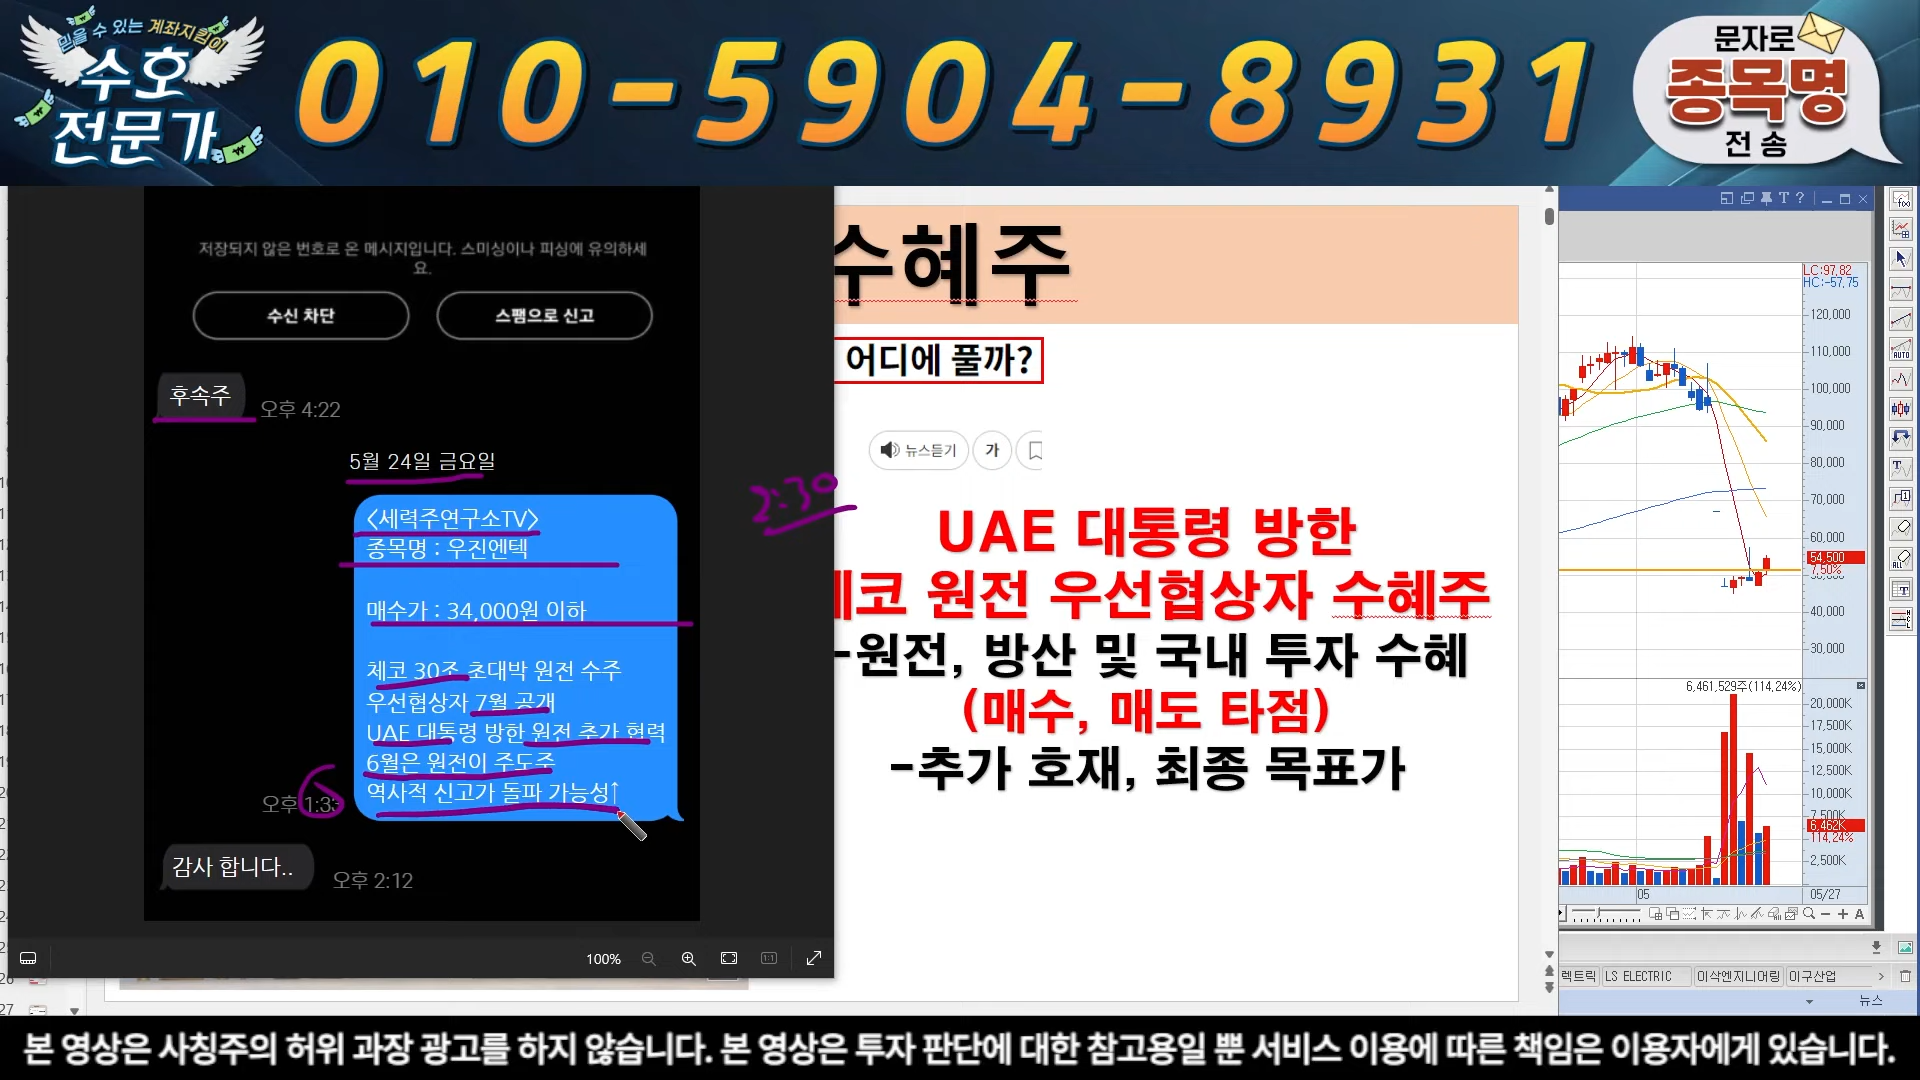 믿을 수 있는 계좌지킴이
수호
전문가
010-5904-8931
문자로
종목명
전송
저장되지 않은 번호로 온 메시지입니다. 스미싱이나 피싱에 유의하세
요.
수신 차단
스팸으로 신고
후속주
오후 4:22
5월 24일 금요일
<세력주연구소TV>
종목명 : 우진엔텍
매수가 : 34,000원 이하
체코 30조 초대박 원전 수주
우선협상자 7월 공개
UAE 대통령 방한 원전 추가 협력
6월은 원전이 주도주
역사적 신고가 돌파 가능성↑
오후
감사 합니다..
오후 2:12
100%
수혜주
어디에 풀까?
뉴스듣기
가
2:30
UAE 대통령 방한
체코 원전 우선협상자 수혜주
-원전, 방산 및 국내 투자 수혜
(매수, 매도 타점)
-추가 호재, 최종 목표가
LC:97,82
HC:-57,75
120,000
110,000
100,000
90,000
80,000
70,000
60,000
54,500
7,50%
40,000
30,000
6,461,529주(114,24%)
20,000K
17,500K
15,000K
12,500K
10,000K
7,500K
6,462K
114,24%
2,500K
05
05/27
렉트릭
LS ELECTRIC
이삭엔지니어링
이구산업
뉴스
본 영상은 사칭주의 허위 과장 광고를 하지 않습니다. 본 영상은 투자 판단에 대한 참고용일 뿐 서비스 이용에 따른 책임은 이용자에게 있습니다.